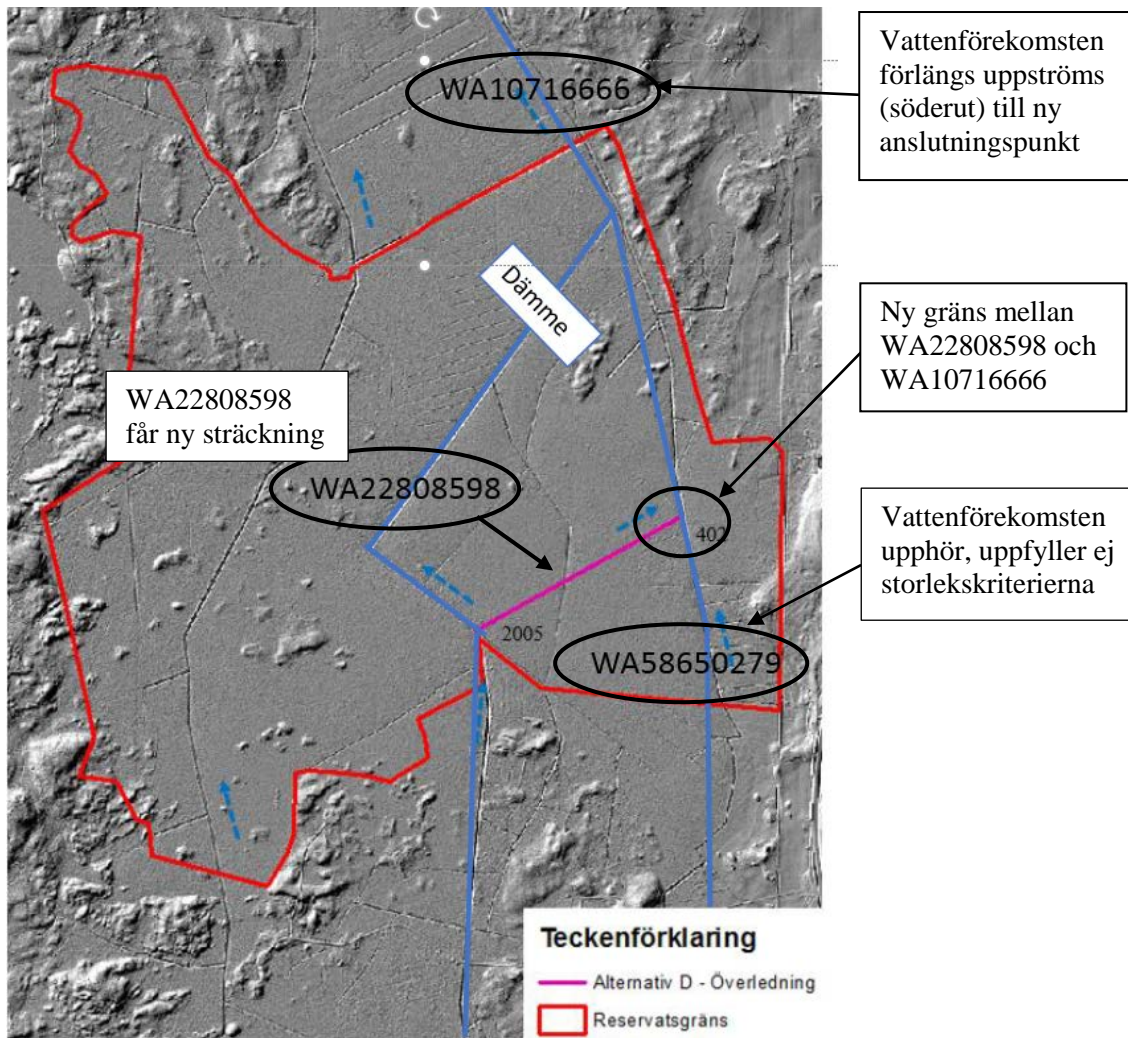 WA10716666
Vattenförekomsten
förlängs uppströms
(söderut) till ny
anslutningspunkt
Dämme
Ny gräns mellan
WA22808598 och
WA10716666
WA22808598
får ny sträckning
WA22808598
402
Vattenförekomsten
upphör, uppfyller ej
storlekskriterierna
2005
WA58650279
Teckenförklaring
Alternativ D - Överledning
Reservatsgräns